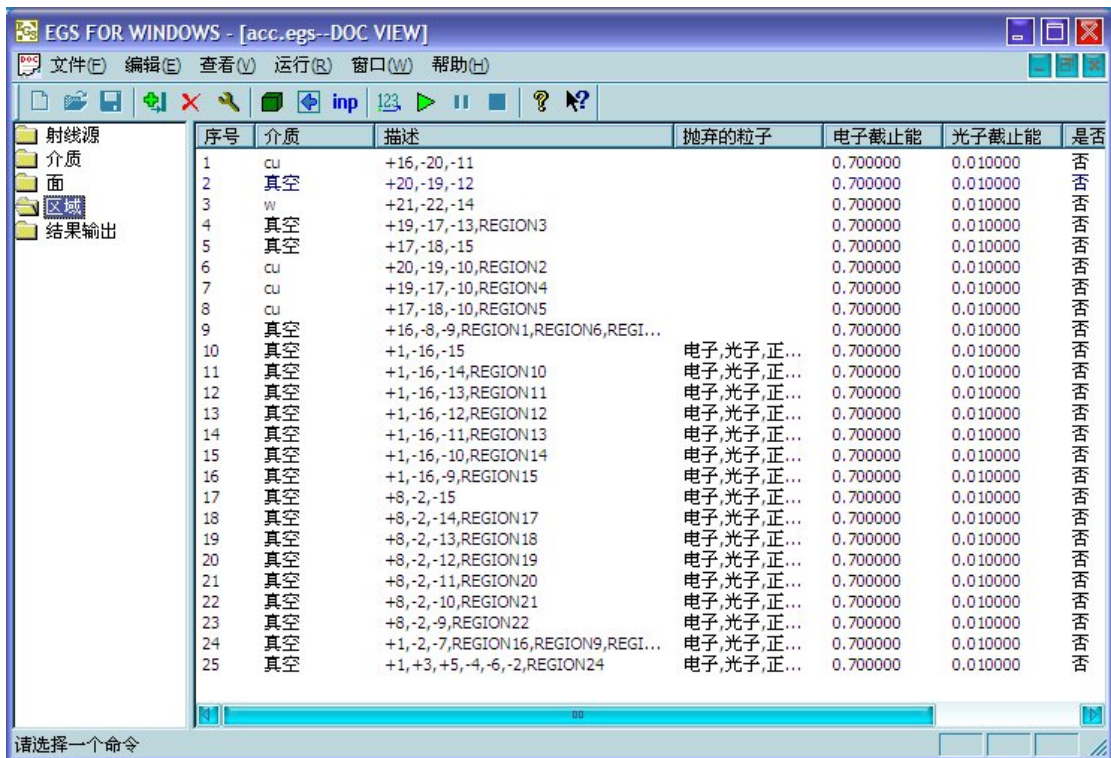 EGS FOR WINDOWS - [acc.egs--DOC VIEW]
文件(F) 编辑(E) 查看(V) 运行(R) 窗口(W) 帮助(H)
inp 123
射线源
介质
面
区域
结果输出
序号 介质 描述 抛弃的粒子 电子截止能 光子截止能 是否
1 cu +16,-20,-11 0.700000 0.010000 否
2 真空 +20,-19,-12 0.700000 0.010000 否
3 w +21,-22,-14 0.700000 0.010000 否
4 真空 +19,-17,-13,REGION3 0.700000 0.010000 否
5 真空 +17,-18,-15 0.700000 0.010000 否
6 cu +20,-19,-10,REGION2 0.700000 0.010000 否
7 cu +19,-17,-10,REGION4 0.700000 0.010000 否
8 cu +17,-18,-10,REGION5 0.700000 0.010000 否
9 真空 +16,-8,-9,REGION1,REGION6,REGI... 0.700000 0.010000 否
10 真空 +1,-16,-15 电子,光子,正... 0.700000 0.010000 否
11 真空 +1,-16,-14,REGION10 电子,光子,正... 0.700000 0.010000 否
12 真空 +1,-16,-13,REGION11 电子,光子,正... 0.700000 0.010000 否
13 真空 +1,-16,-12,REGION12 电子,光子,正... 0.700000 0.010000 否
14 真空 +1,-16,-11,REGION13 电子,光子,正... 0.700000 0.010000 否
15 真空 +1,-16,-10,REGION14 电子,光子,正... 0.700000 0.010000 否
16 真空 +1,-16,-9,REGION15 电子,光子,正... 0.700000 0.010000 否
17 真空 +8,-2,-15 电子,光子,正... 0.700000 0.010000 否
18 真空 +8,-2,-14,REGION17 电子,光子,正... 0.700000 0.010000 否
19 真空 +8,-2,-13,REGION18 电子,光子,正... 0.700000 0.010000 否
20 真空 +8,-2,-12,REGION19 电子,光子,正... 0.700000 0.010000 否
21 真空 +8,-2,-11,REGION20 电子,光子,正... 0.700000 0.010000 否
22 真空 +8,-2,-10,REGION21 电子,光子,正... 0.700000 0.010000 否
23 真空 +8,-2,-9,REGION22 电子,光子,正... 0.700000 0.010000 否
24 真空 +1,-2,-7,REGION16,REGION9,REGI... 电子,光子,正... 0.700000 0.010000 否
25 真空 +1,+3,+5,-4,-6,-2,REGION24 电子,光子,正... 0.700000 0.010000 否
请选择一个命令